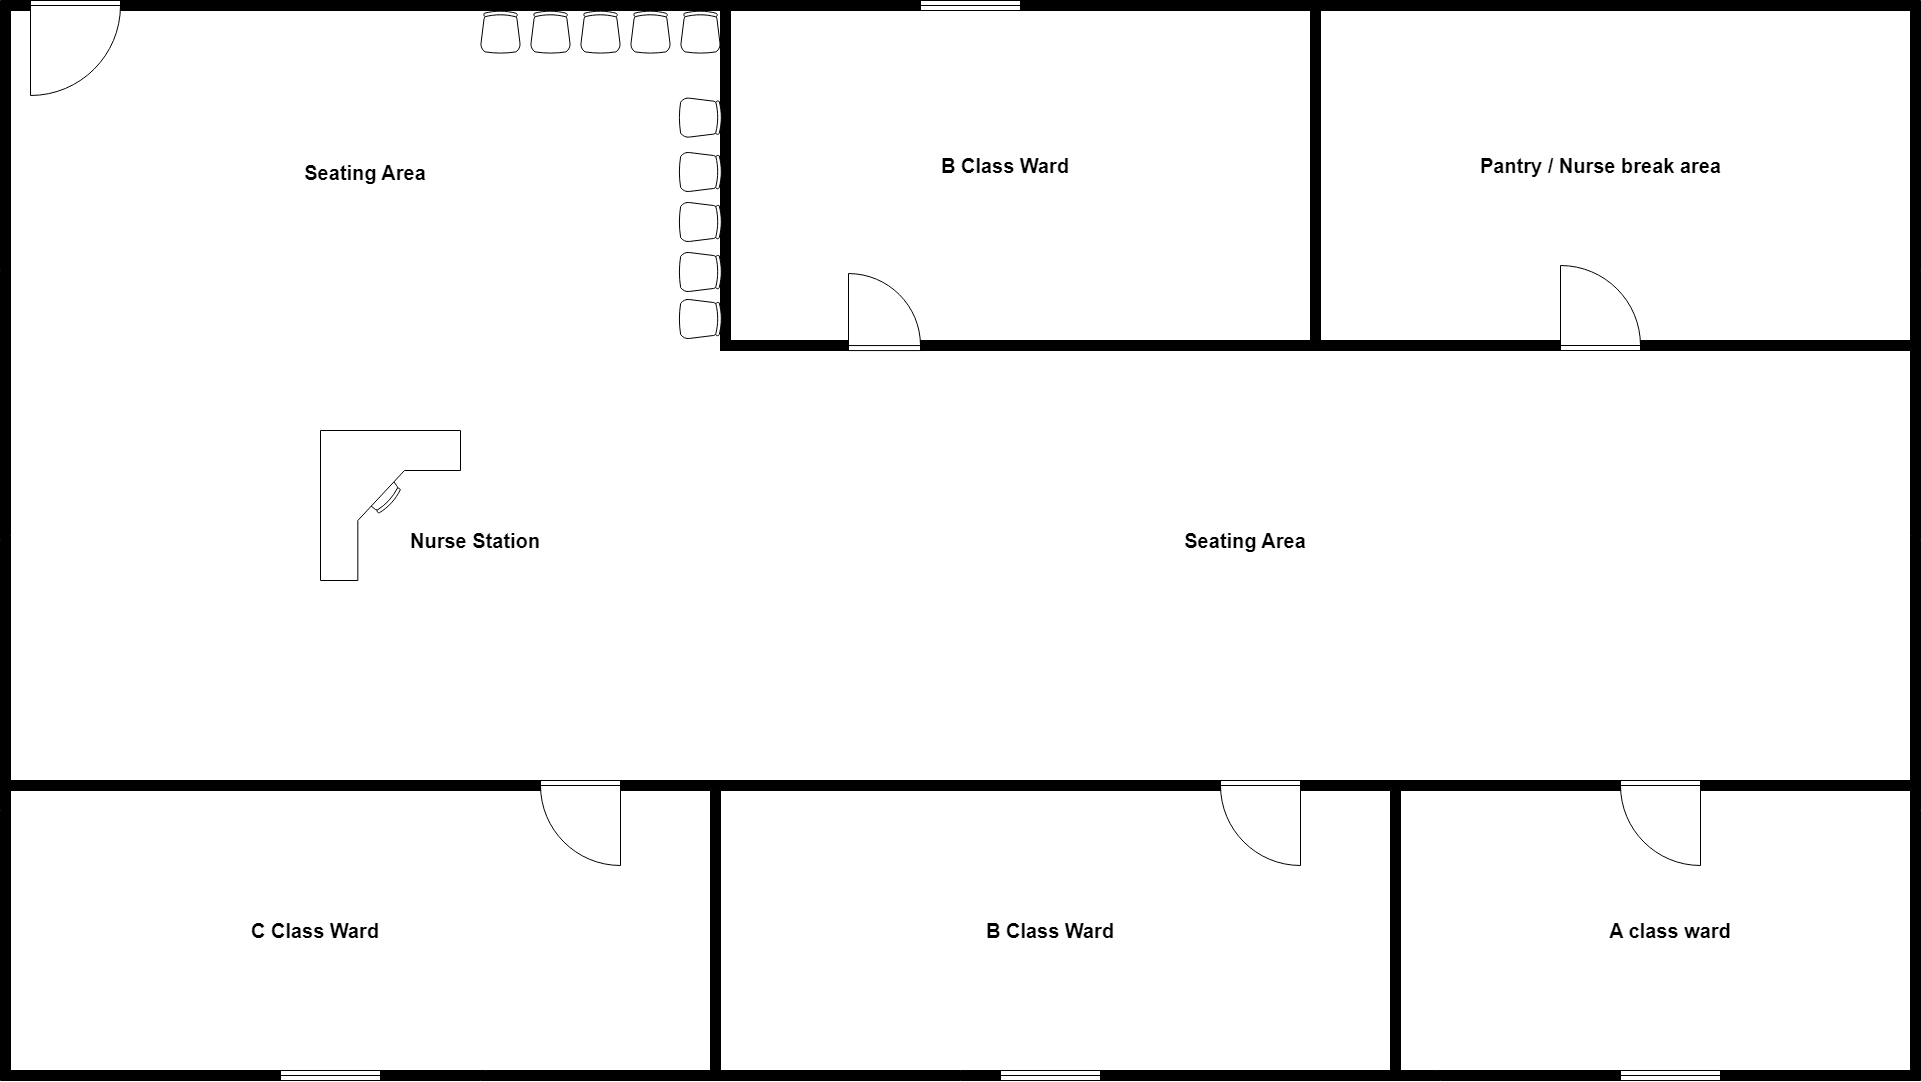 Seating Area
B Class Ward
Pantry / Nurse break area
Nurse Station
Seating Area
C Class Ward
B Class Ward
A class ward